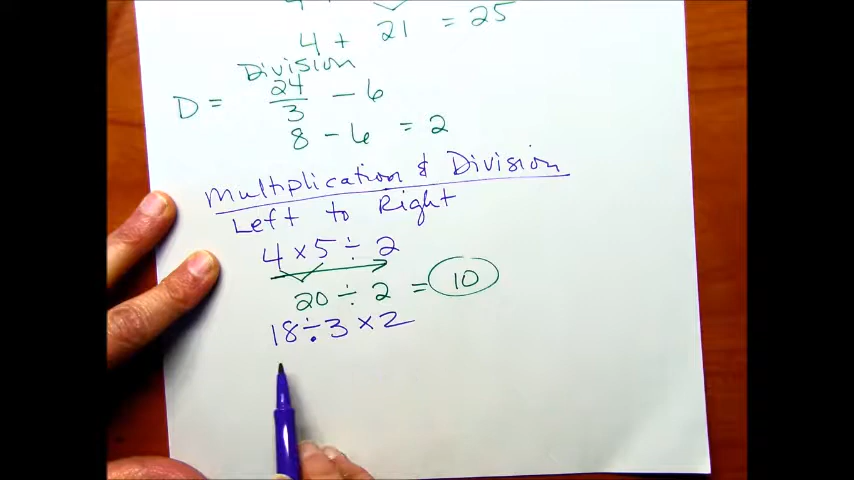 4 + 21 = 25
Division
D = 24/3 - 6
8 - 6 = 2
Multiplication & Division
Left to Right
4 × 5 ÷ 2
20 ÷ 2 = 10
18 ÷ 3 × 2